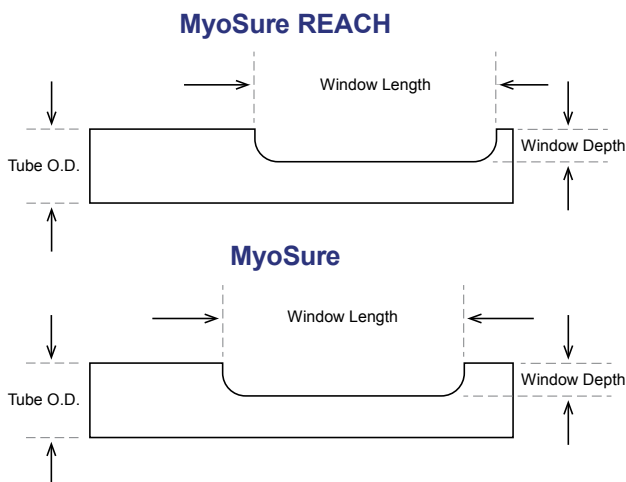 MyoSure REACH
Window Length
Tube O.D.
Window Depth
MyoSure
Window Length
Tube O.D.
Window Depth